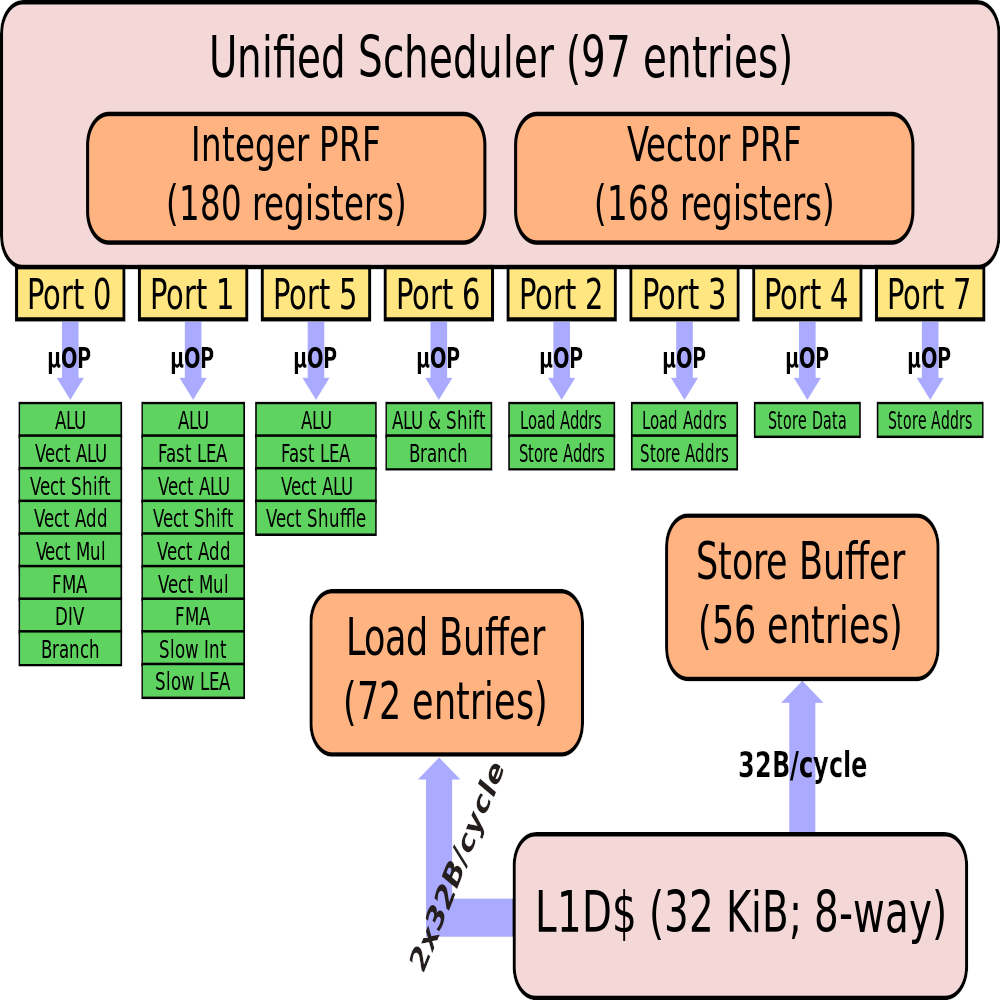 Unified Scheduler (97 entries)
Integer PRF
(180 registers)
Vector PRF
(168 registers)
Port 0
Port 1
Port 5
Port 6
Port 2
Port 3
Port 4
Port 7
µOP
µOP
µOP
µOP
µOP
µOP
µOP
µOP
ALU
Vect ALU
Vect Shift
Vect Add
Vect Mul
FMA
DIV
Branch
ALU
Fast LEA
Vect ALU
Vect Shift
Vect Add
Vect Mul
FMA
Slow Int
Slow LEA
ALU
Fast LEA
Vect ALU
Vect Shuffle
ALU & Shift
Branch
Load Addrs
Store Addrs
Load Addrs
Store Addrs
Store Data
Store Addrs
Store Buffer
(56 entries)
Load Buffer
(72 entries)
32B/cycle
2x32B/cycle
L1D$ (32 KiB; 8-way)